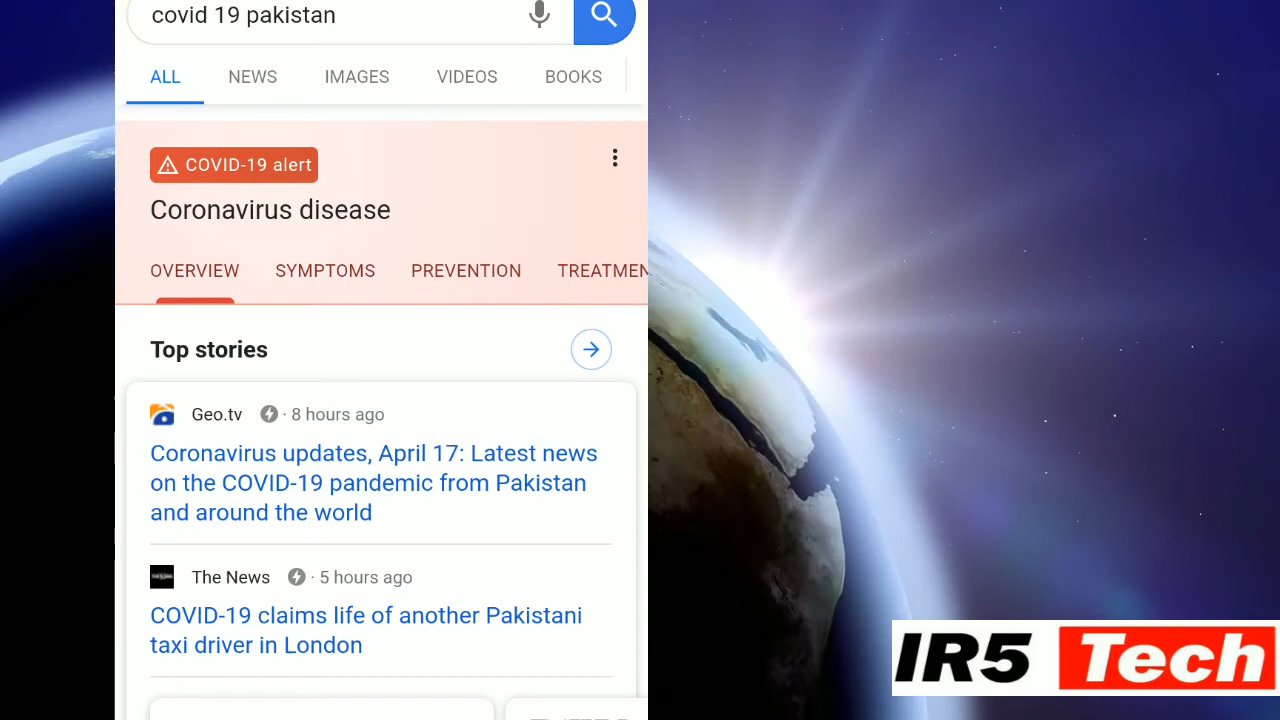 covid 19 pakistan
ALL NEWS IMAGES VIDEOS BOOKS
COVID-19 alert
Coronavirus disease
OVERVIEW SYMPTOMS PREVENTION TREATMEN
Top stories
Geo.tv · 8 hours ago
Coronavirus updates, April 17: Latest news
on the COVID-19 pandemic from Pakistan
and around the world
The News · 5 hours ago
COVID-19 claims life of another Pakistani
taxi driver in London
IR5 Tech